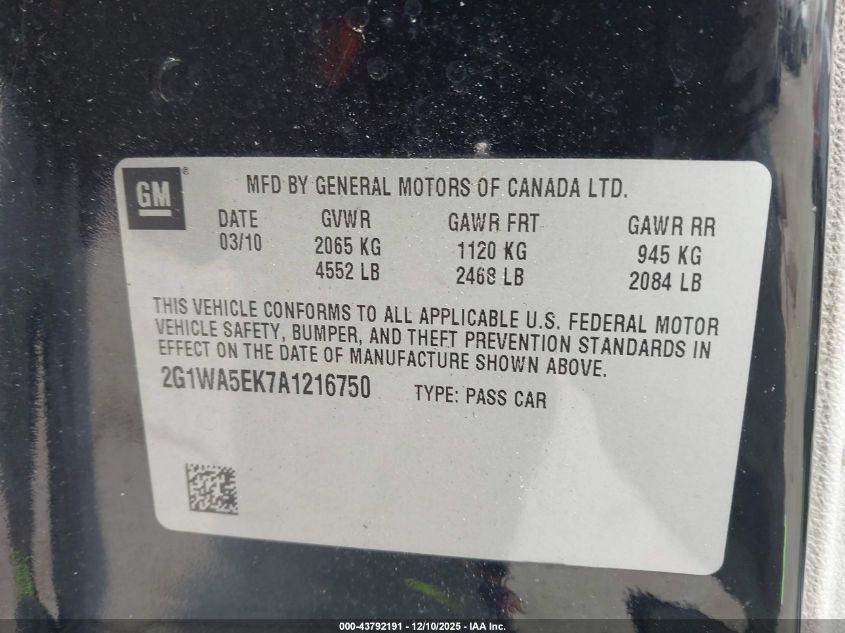 GM®
MFD BY GENERAL MOTORS OF CANADA LTD.
DATE GVWR GAWR FRT GAWR RR
03/10 2065 KG 1120 KG 945 KG
4552 LB 2468 LB 2084 LB
THIS VEHICLE CONFORMS TO ALL APPLICABLE U.S. FEDERAL MOTOR
VEHICLE SAFETY, BUMPER, AND THEFT PREVENTION STANDARDS IN
EFFECT ON THE DATE OF MANUFACTURE SHOWN ABOVE.
2G1WA5EK7A1216750 TYPE: PASS CAR
000-43792191 - 12/10/2025 - IAA Inc.